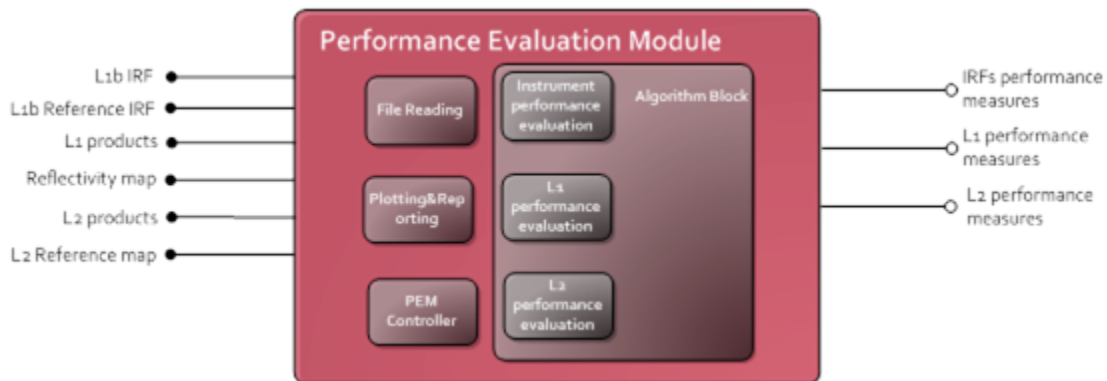 Performance Evaluation Module
L1b IRF
L1b Reference IRF
L1 products
Reflectivity map
L2 products
L2 Reference map
File Reading
Plotting&Rep
orting
PEM
Controller
Algorithm Block
Instrument
performance
evaluation
L1
performance
evaluation
L2
performance
evaluation
IRFs performance
measures
L1 performance
measures
L2 performance
measures